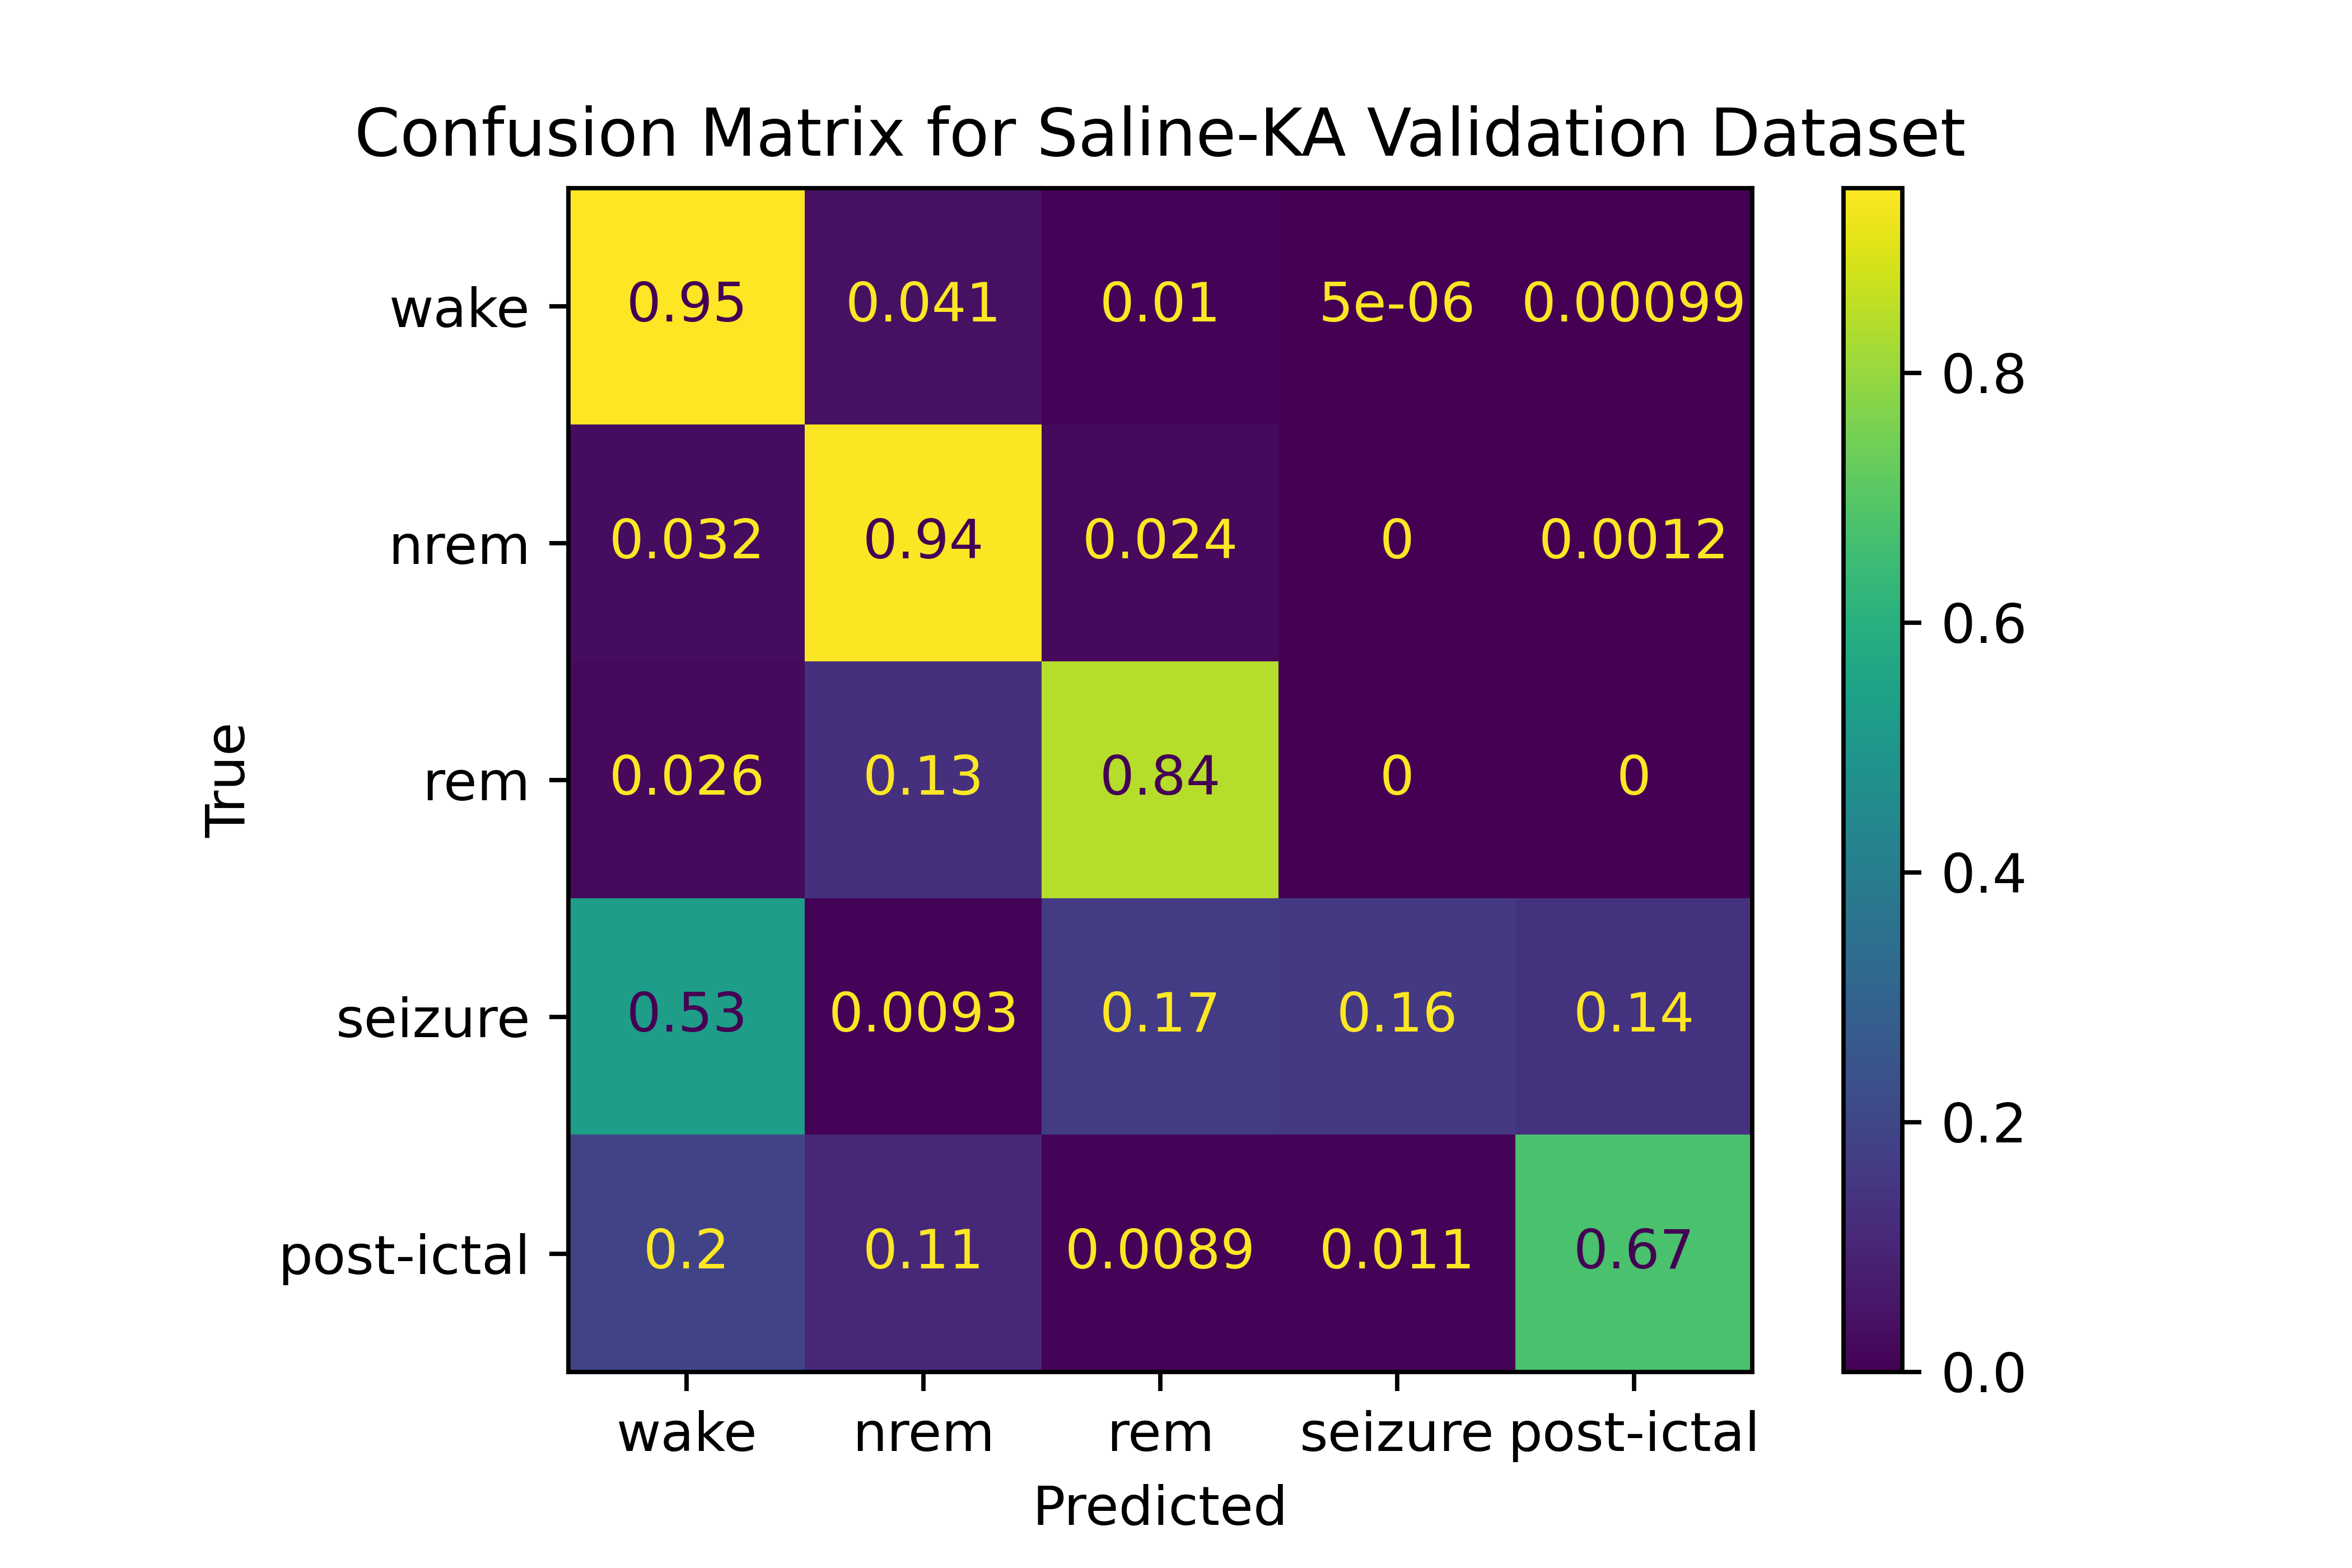 Confusion Matrix for Saline-KA Validation Dataset
wake 0.95 0.041 0.01 5e-06 0.00099
nrem 0.032 0.94 0.024 0 0.0012
rem 0.026 0.13 0.84 0 0
seizure 0.53 0.0093 0.17 0.16 0.14
post-ictal 0.2 0.11 0.0089 0.011 0.67
True
wake nrem rem seizure post-ictal
Predicted
0.8
0.6
0.4
0.2
0.0